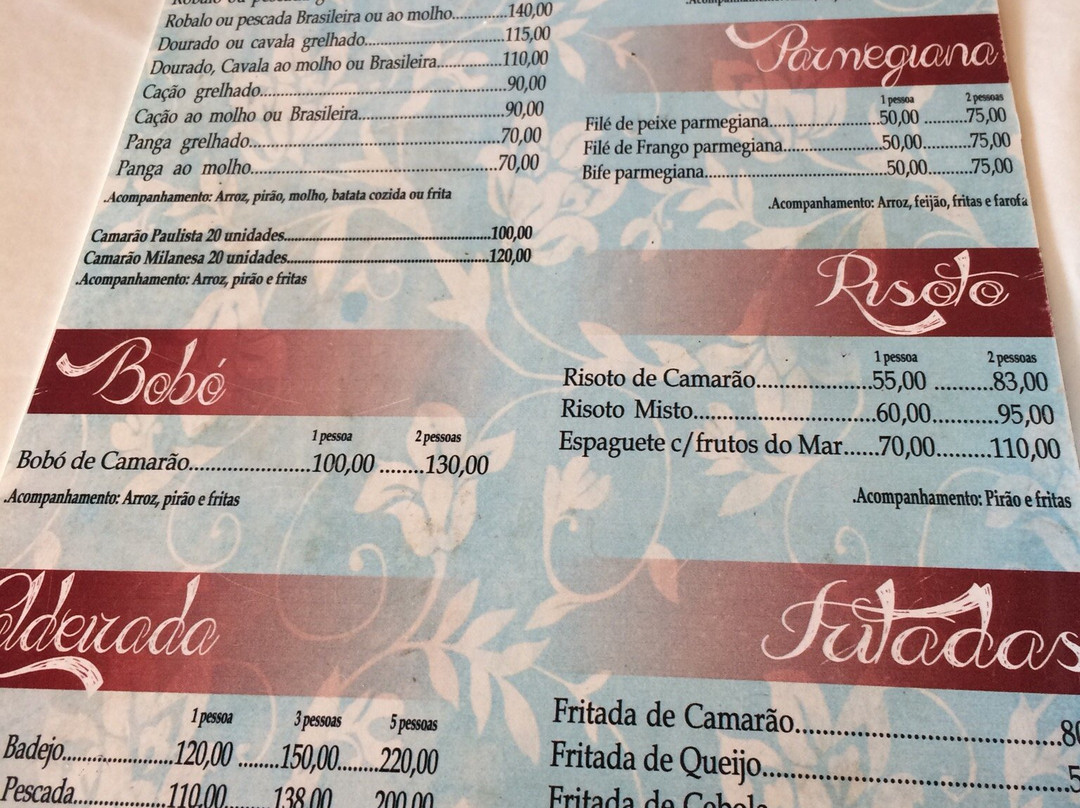 Robalo ou pescada Brasileira ou ao molho...............140,00
Dourado ou cavala grelhado...............115,00
Dourado, Cavala ao molho ou Brasileira...............110,00
Cação grelhado...............90,00
Cação ao molho ou Brasileira...............90,00
Panga grelhado...............70,00
Panga ao molho...............70,00
.Acompanhamento: Arroz, pirão, molho, batata cozida ou frita
Camarão Paulista 20 unidades...............100,00
Camarão Milanesa 20 unidades...............120,00
.Acompanhamento: Arroz, pirão e fritas
Bobó
1 pessoa 2 pessoas
Bobó de Camarão...............100,00 ........130,00
.Acompanhamento: Arroz, pirão e fritas
aldeirada
1 pessoa 3 pessoas 5 pessoas
Badejo...............120,00 ........150,00........220,00
Pescada...............110,00 ........138,00 ........200,00
Parmegiana
1 pessoa 2 pessoas
Filé de peixe parmegiana...............50,00 .........75,00
Filé de Frango parmegiana...............50,00.........75,00
Bife parmegiana...............50,00.........75,00
.Acompanhamento: Arroz, feijão, fritas e farofa
Risoto
1 pessoa 2 pessoas
Risoto de Camarão...............55,00 ..........83,00
Risoto Misto...............60,00..........95,00
Espaguete c/frutos do Mar......70,00..........110,00
.Acompanhamento: Pirão e fritas
Fritadas
Fritada de Camarão...............80
Fritada de Queijo...............5
Fritada de Cebola